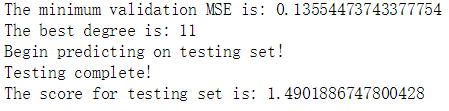 The minimum validation MSE is: 0.13554473743377754
The best degree is: 11
Begin predicting on testing set!
Testing complete!
The score for testing set is: 1.4901886747800428